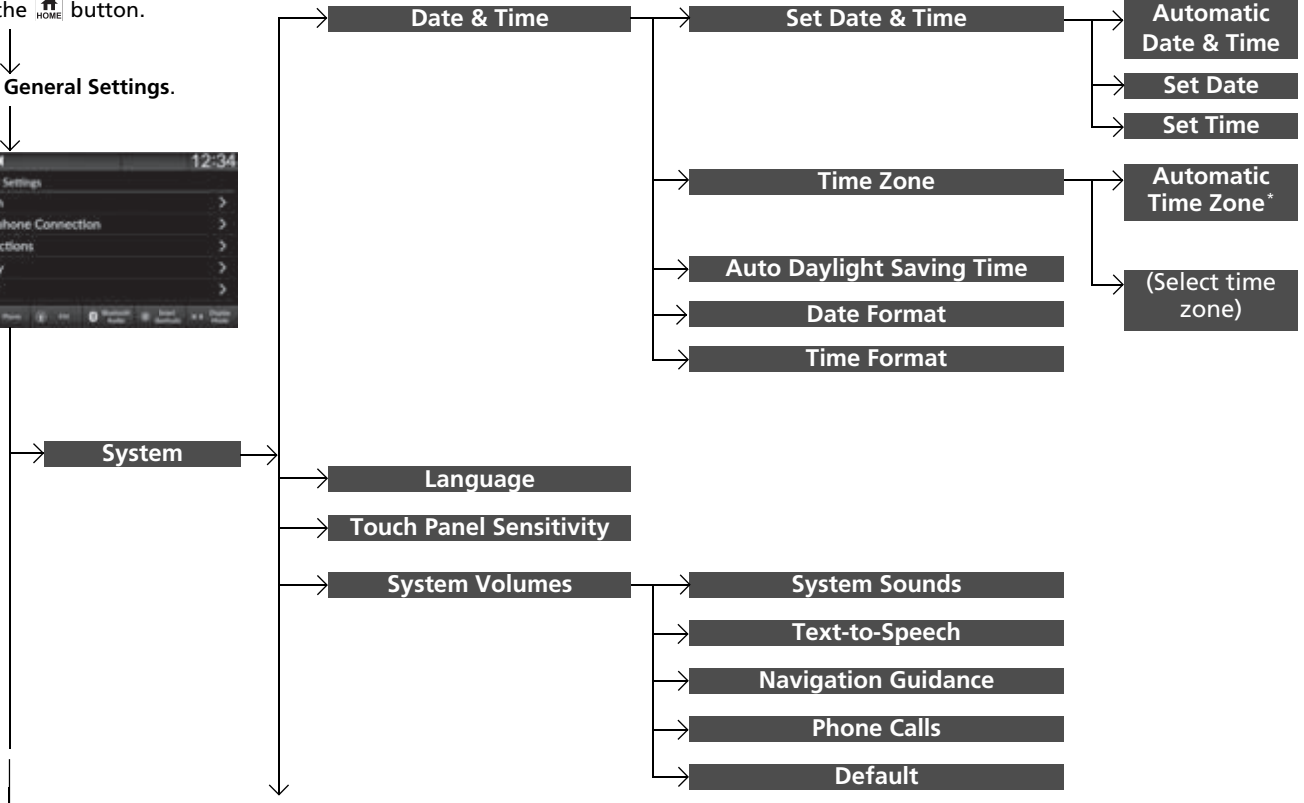 the HOME button.
General Settings.
12:34
Settings
phone Connection
Date & Time
Set Date & Time
Automatic
Date & Time
Set Date
Set Time
Time Zone
Automatic
Time Zone*
(Select time
zone)
Auto Daylight Saving Time
Date Format
Time Format
System
Language
Touch Panel Sensitivity
System Volumes
System Sounds
Text-to-Speech
Navigation Guidance
Phone Calls
Default